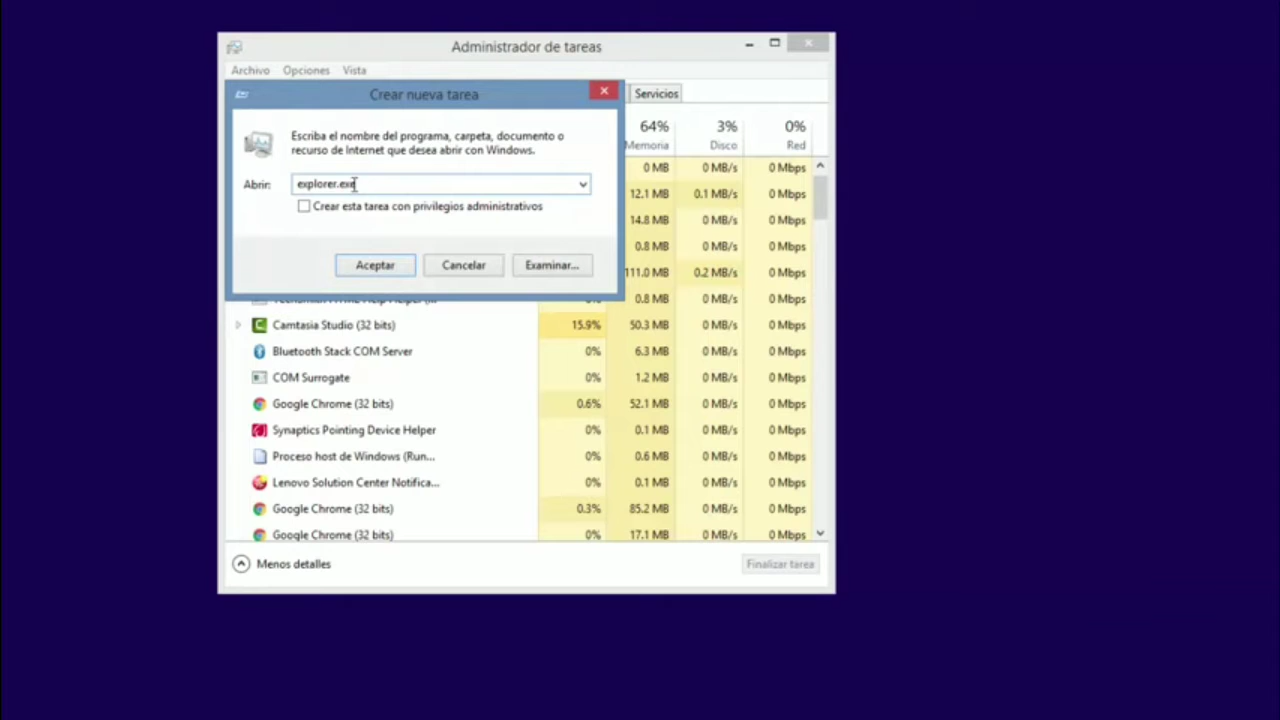 Administrador de tareas
Archivo Opciones Vista
Crear nueva tarea
Servicios
Escriba el nombre del programa, carpeta, documento o
recurso de Internet que desea abrir con Windows.
Abrir: explorer.exe
Crear esta tarea con privilegios administrativos
Aceptar Cancelar Examinar...
64% 3% 0%
Memoria Disco Red
0 MB 0 Mbps
12.1 MB 0.1 MB/s 0 Mbps
14.8 MB 0 MB/s 0 Mbps
0.8 MB 0 MB/s 0 Mbps
111.0 MB 0.2 MB/s 0 Mbps
0.8 MB 0 MB/s 0 Mbps
Camtasia Studio (32 bits) 15.9% 50.3 MB 0 MB/s 0 Mbps
Bluetooth Stack COM Server 0% 6.3 MB 0 MB/s 0 Mbps
COM Surrogate 0% 1.2 MB 0 MB/s 0 Mbps
Google Chrome (32 bits) 0.6% 52.1 MB 0 MB/s 0 Mbps
Synaptics Pointing Device Helper 0% 0.1 MB 0 MB/s 0 Mbps
Proceso host de Windows (Run... 0% 0.6 MB 0 MB/s 0 Mbps
Lenovo Solution Center Notifica... 0% 0.1 MB 0 MB/s 0 Mbps
Google Chrome (32 bits) 0.3% 85.2 MB 0 MB/s 0 Mbps
Google Chrome (32 bits) 0% 17.1 MB 0 MB/s 0 Mbps
Menos detalles Finalizar tarea